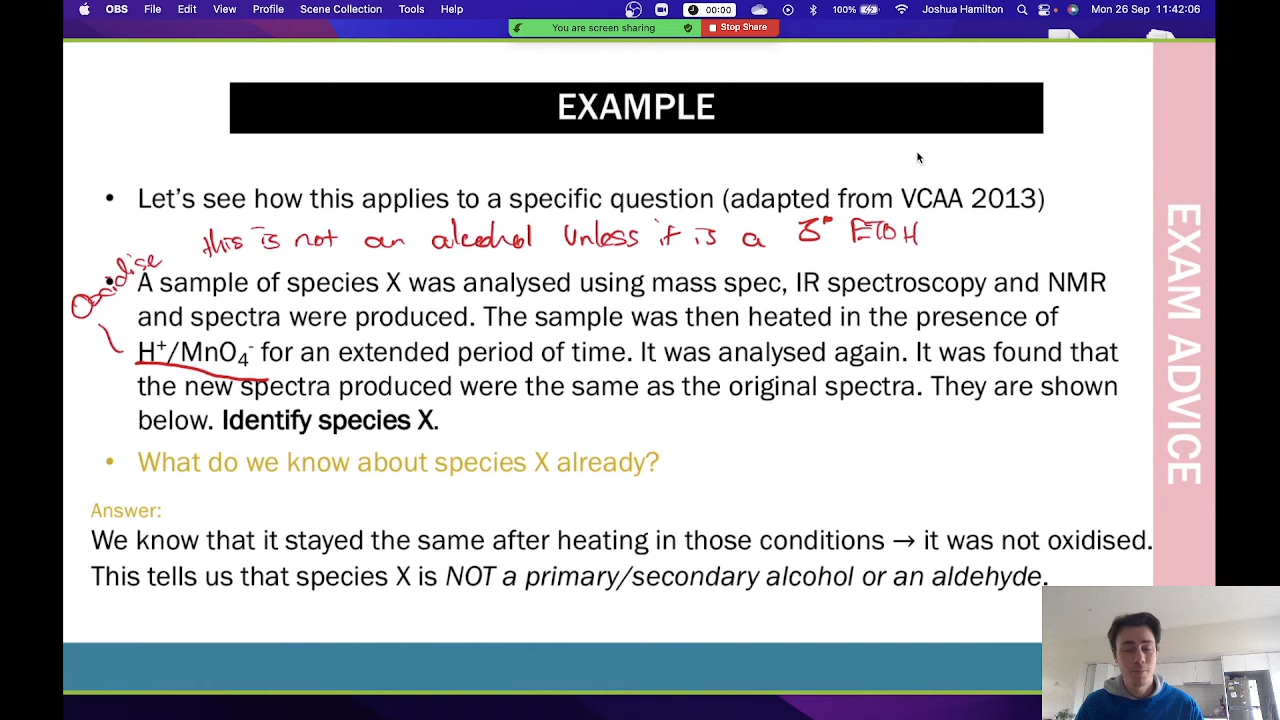 OBS File Edit View Profile Scene Collection Tools Help 00:00 100% Joshua Hamilton Mon 26 Sep 11:42:06
You are screen sharing Stop Share
EXAMPLE
• Let's see how this applies to a specific question (adapted from VCAA 2013)
this is not an alcohol unless it is a 3° EtOH
Oxidise
• A sample of species X was analysed using mass spec, IR spectroscopy and NMR
and spectra were produced. The sample was then heated in the presence of
H⁺/MnO₄⁻ for an extended period of time. It was analysed again. It was found that
the new spectra produced were the same as the original spectra. They are shown
below. Identify species X.
• What do we know about species X already?
Answer:
We know that it stayed the same after heating in those conditions → it was not oxidised.
This tells us that species X is NOT a primary/secondary alcohol or an aldehyde.
EXAM ADVICE